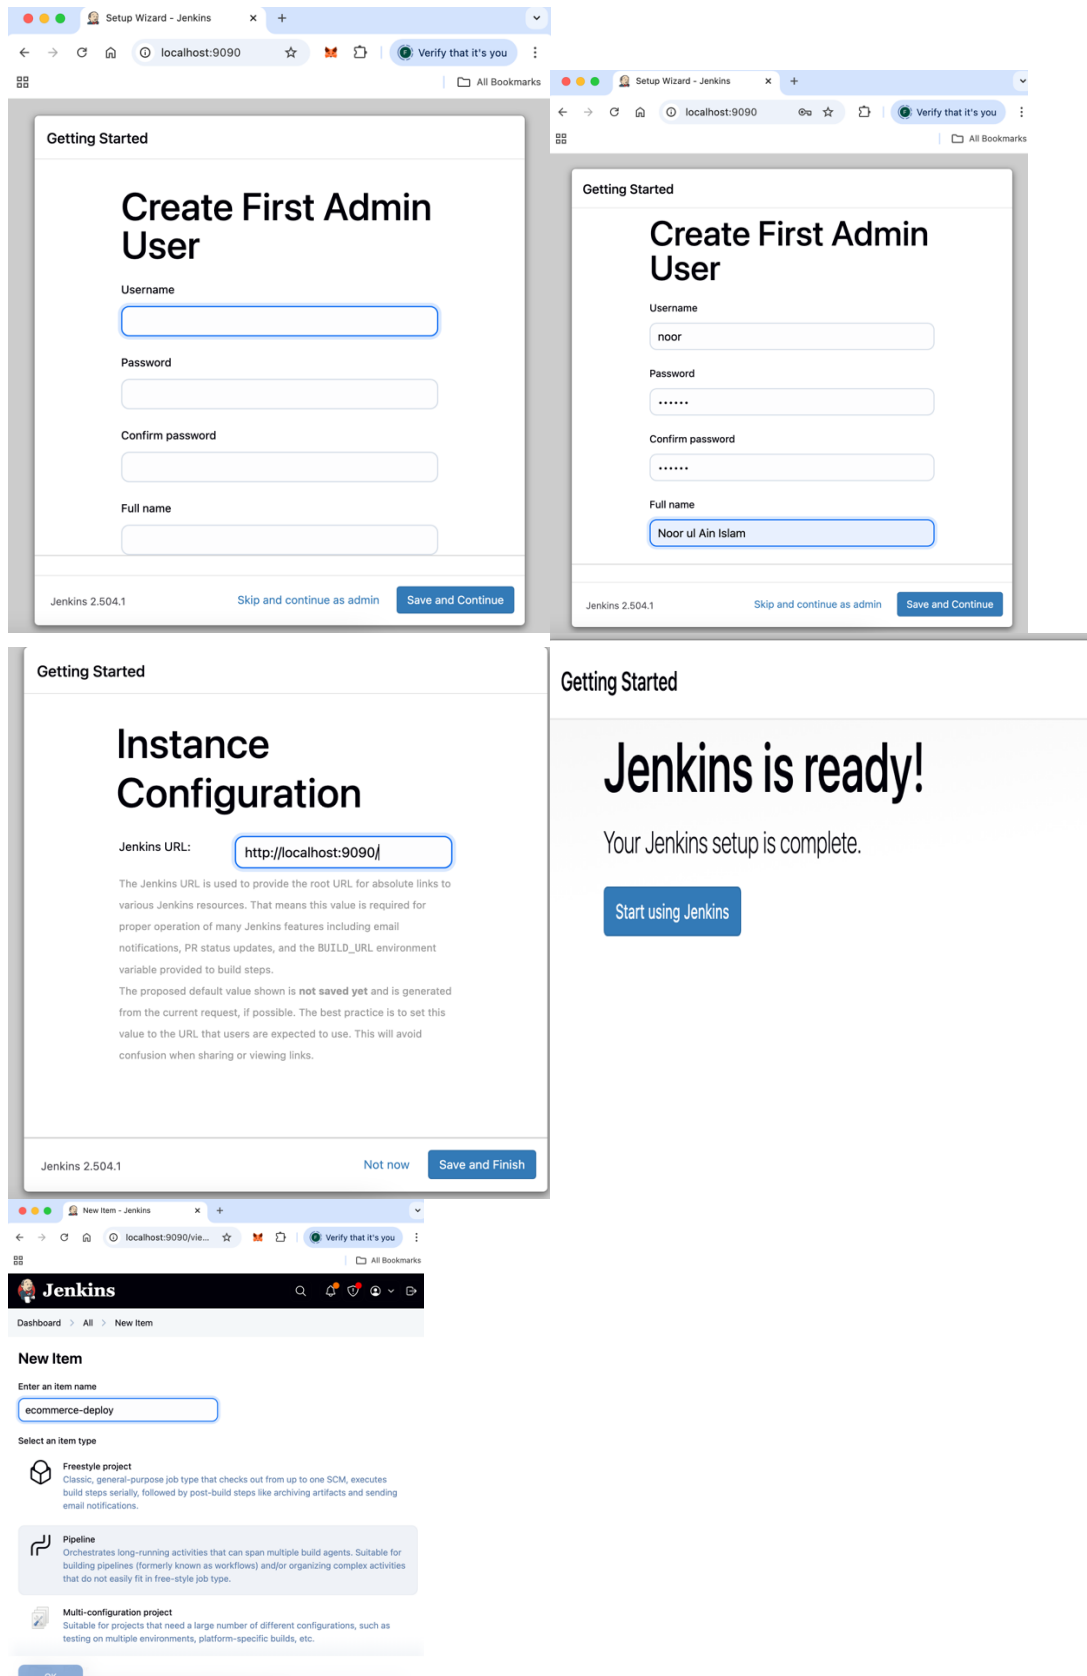 Setup Wizard - Jenkins
localhost:9090
Verify that it's you
All Bookmarks
Getting Started
Create First Admin
User
Username
Password
Confirm password
Full name
Jenkins 2.504.1
Skip and continue as admin
Save and Continue
Setup Wizard - Jenkins
localhost:9090
Verify that it's you
All Bookmarks
Getting Started
Create First Admin
User
Username
noor
Password
••••••
Confirm password
••••••
Full name
Noor ul Ain Islam
Jenkins 2.504.1
Skip and continue as admin
Save and Continue
Getting Started
Instance
Configuration
Jenkins URL:
http://localhost:9090/
The Jenkins URL is used to provide the root URL for absolute links to
various Jenkins resources. That means this value is required for
proper operation of many Jenkins features including email
notifications, PR status updates, and the BUILD_URL environment
variable provided to build steps.
The proposed default value shown is not saved yet and is generated
from the current request, if possible. The best practice is to set this
value to the URL that users are expected to use. This will avoid
confusion when sharing or viewing links.
Jenkins 2.504.1
Not now
Save and Finish
Getting Started
Jenkins is ready!
Your Jenkins setup is complete.
Start using Jenkins
New Item - Jenkins
localhost:9090/vie...
Verify that it's you
All Bookmarks
Jenkins
Dashboard > All > New Item
New Item
Enter an item name
ecommerce-deploy
Select an item type
Freestyle project
Classic, general-purpose job type that checks out from up to one SCM, executes
build steps serially, followed by post-build steps like archiving artifacts and sending
email notifications.
Pipeline
Orchestrates long-running activities that can span multiple build agents. Suitable for
building pipelines (formerly known as workflows) and/or organizing complex activities
that do not easily fit in free-style job type.
Multi-configuration project
Suitable for projects that need a large number of different configurations, such as
testing on multiple environments, platform-specific builds, etc.